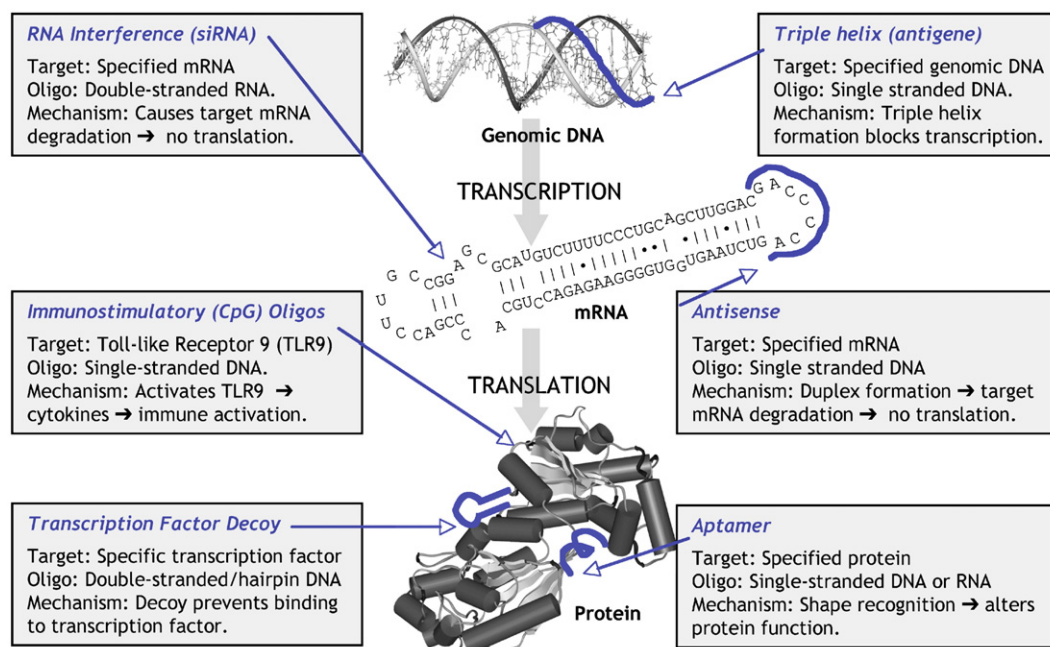 RNA Interference (siRNA)
Target: Specified mRNA
Oligo: Double-stranded RNA.
Mechanism: Causes target mRNA
degradation ➔ no translation.
Genomic DNA
Triple helix (antigene)
Target: Specified genomic DNA
Oligo: Single stranded DNA.
Mechanism: Triple helix
formation blocks transcription.
TRANSCRIPTION
GCAUGUCUUUUCCCUGCAGCUUGGAC
mRNA
Immunostimulatory (CpG) Oligos
Target: Toll-like Receptor 9 (TLR9)
Oligo: Single-stranded DNA.
Mechanism: Activates TLR9 ➔
cytokines ➔ immune activation.
Antisense
Target: Specified mRNA
Oligo: Single stranded DNA
Mechanism: Duplex formation ➔ target
mRNA degradation ➔ no translation.
TRANSLATION
Transcription Factor Decoy
Target: Specific transcription factor
Oligo: Double-stranded/hairpin DNA
Mechanism: Decoy prevents binding
to transcription factor.
Protein
Aptamer
Target: Specified protein
Oligo: Single-stranded DNA or RNA
Mechanism: Shape recognition ➔ alters
protein function.